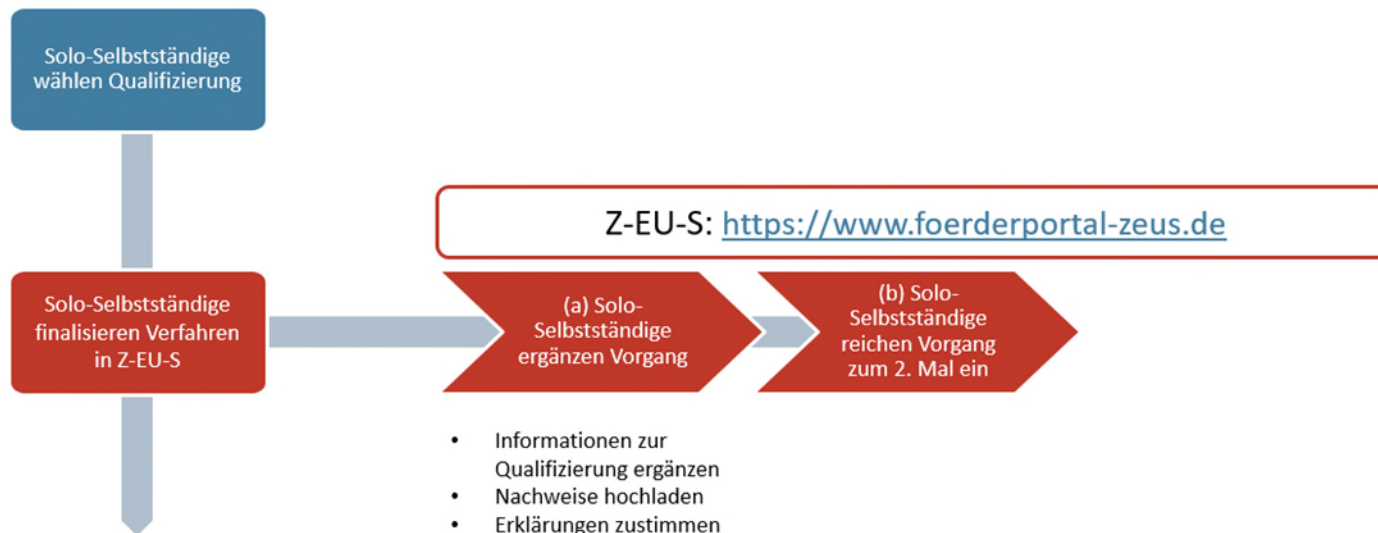 Solo-Selbstständige
wählen Qualifizierung
Z-EU-S: https://www.foerderportal-zeus.de
Solo-Selbstständige
finalisieren Verfahren
in Z-EU-S
(a) Solo-
Selbstständige
ergänzen Vorgang
(b) Solo-
Selbstständige
reichen Vorgang
zum 2. Mal ein
• Informationen zur
Qualifizierung ergänzen
• Nachweise hochladen
• Erklärungen zustimmen